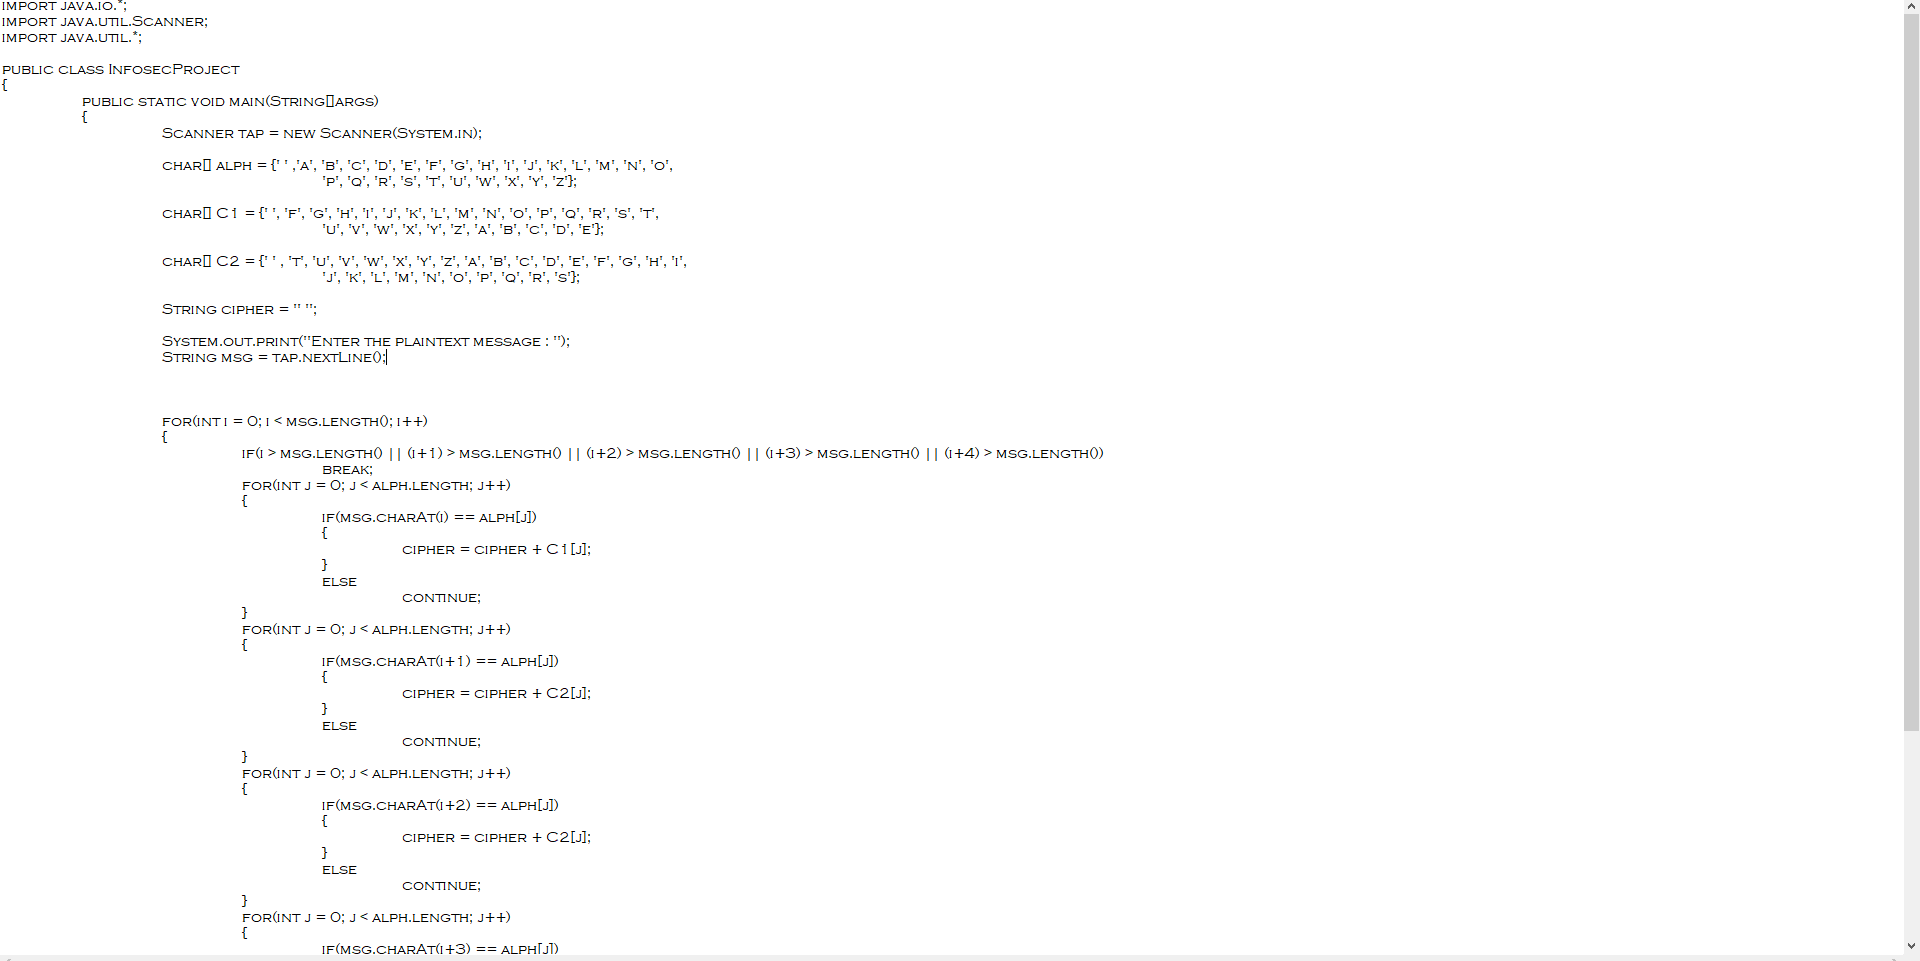 import java.io.*;
import java.util.Scanner;
import java.util.*;
public class InfosecProject
{
public static void main(String[]args)
{
Scanner tap = new Scanner(System.in);
char[] alph = {' ' ,'a', 'b', 'c', 'd', 'e', 'f', 'g', 'h', 'i', 'j', 'k', 'l', 'm', 'n', 'o',
'p', 'q', 'r', 's', 't', 'u', 'w', 'x', 'y', 'z'};
char[] C1 = {' ', 'f', 'g', 'h', 'i', 'j', 'k', 'l', 'm', 'n', 'o', 'p', 'q', 'r', 's', 't',
'u', 'v', 'w', 'x', 'y', 'z', 'a', 'b', 'c', 'd', 'e'};
char[] C2 = {' ' , 't', 'u', 'v', 'w', 'x', 'y', 'z', 'a', 'b', 'c', 'd', 'e', 'f', 'g', 'h', 'i',
'j', 'k', 'l', 'm', 'n', 'o', 'p', 'q', 'r', 's'};
String cipher = " ";
System.out.print("Enter the plaintext message : ");
String msg = tap.nextLine();
for(int i = 0; i < msg.length(); i++)
{
if(i > msg.length() || (i+1) > msg.length() || (i+2) > msg.length() || (i+3) > msg.length() || (i+4) > msg.length())
break;
for(int j = 0; j < alph.length; j++)
{
if(msg.charAt(i) == alph[j])
{
cipher = cipher + C1[j];
}
else
continue;
}
for(int j = 0; j < alph.length; j++)
{
if(msg.charAt(i+1) == alph[j])
{
cipher = cipher + C2[j];
}
else
continue;
}
for(int j = 0; j < alph.length; j++)
{
if(msg.charAt(i+2) == alph[j])
{
cipher = cipher + C2[j];
}
else
continue;
}
for(int j = 0; j < alph.length; j++)
{
if(msg.charAt(i+3) == alph[j])